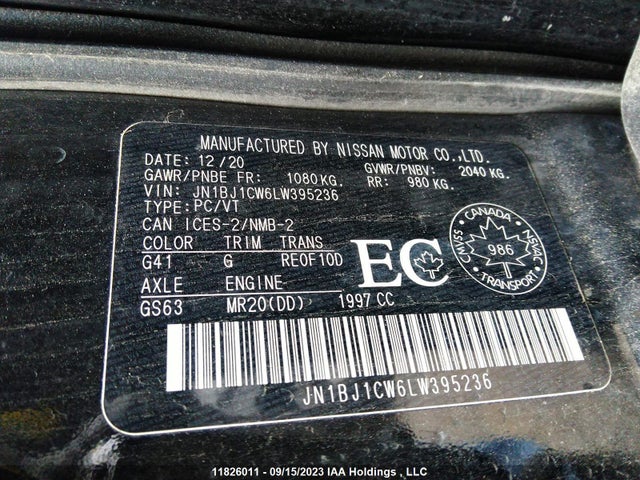 MANUFACTURED BY NISSAN MOTOR CO.,LTD.
DATE: 12/20 GVWR/PNBV: 2040 KG.
GAWR/PNBE FR: 1080KG. RR: 980 KG.
VIN: JN1BJ1CW6LW395236
TYPE: PC/VT
CAN ICES-2/NMB-2
COLOR TRIM TRANS
G41 G RE0F10D
AXLE ENGINE
GS63 MR20(DD) 1997 CC
EC
CANADA
CMVSS 986 NSVAC
TRANSPORT
JN1BJ1CW6LW395236
11826011 - 09/15/2023 IAA Holdings , LLC